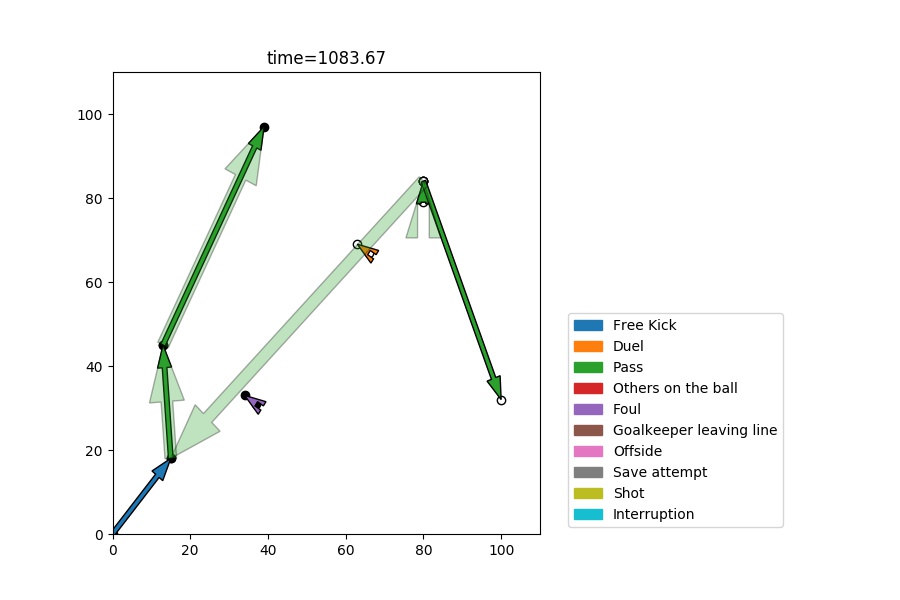 time=1083.67
100
80
60
40
20
0
0 20 40 60 80 100
Free Kick
Duel
Pass
Others on the ball
Foul
Goalkeeper leaving line
Offside
Save attempt
Shot
Interruption